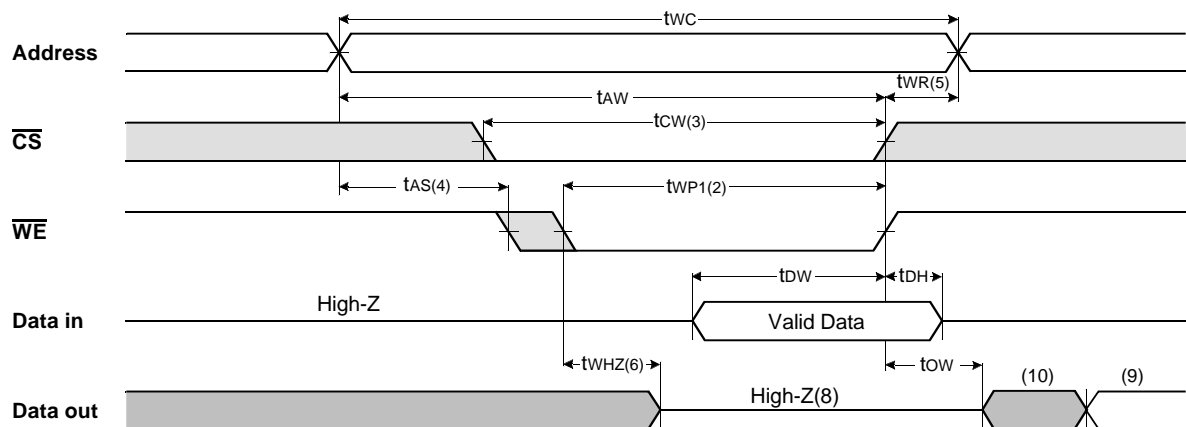 tWC
Address
tWR(5)
tAW
tCW(3)
CS
tAS(4)
tWP1(2)
WE
tDW
tDH
High-Z
Data in
Valid Data
tWHZ(6)
tOW
(10)
(9)
High-Z(8)
Data out